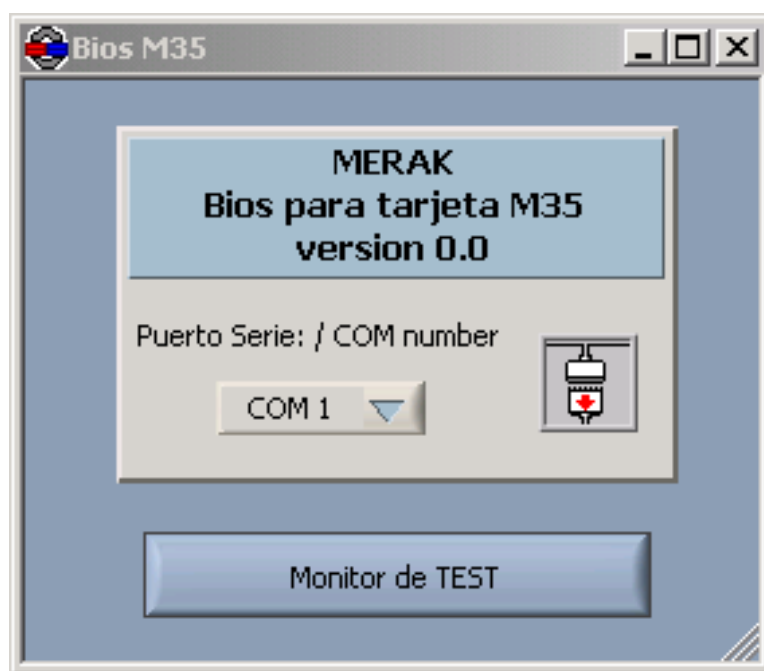 Bios M35
MERAK
Bios para tarjeta M35
version 0.0
Puerto Serie: / COM number
COM 1
Monitor de TEST